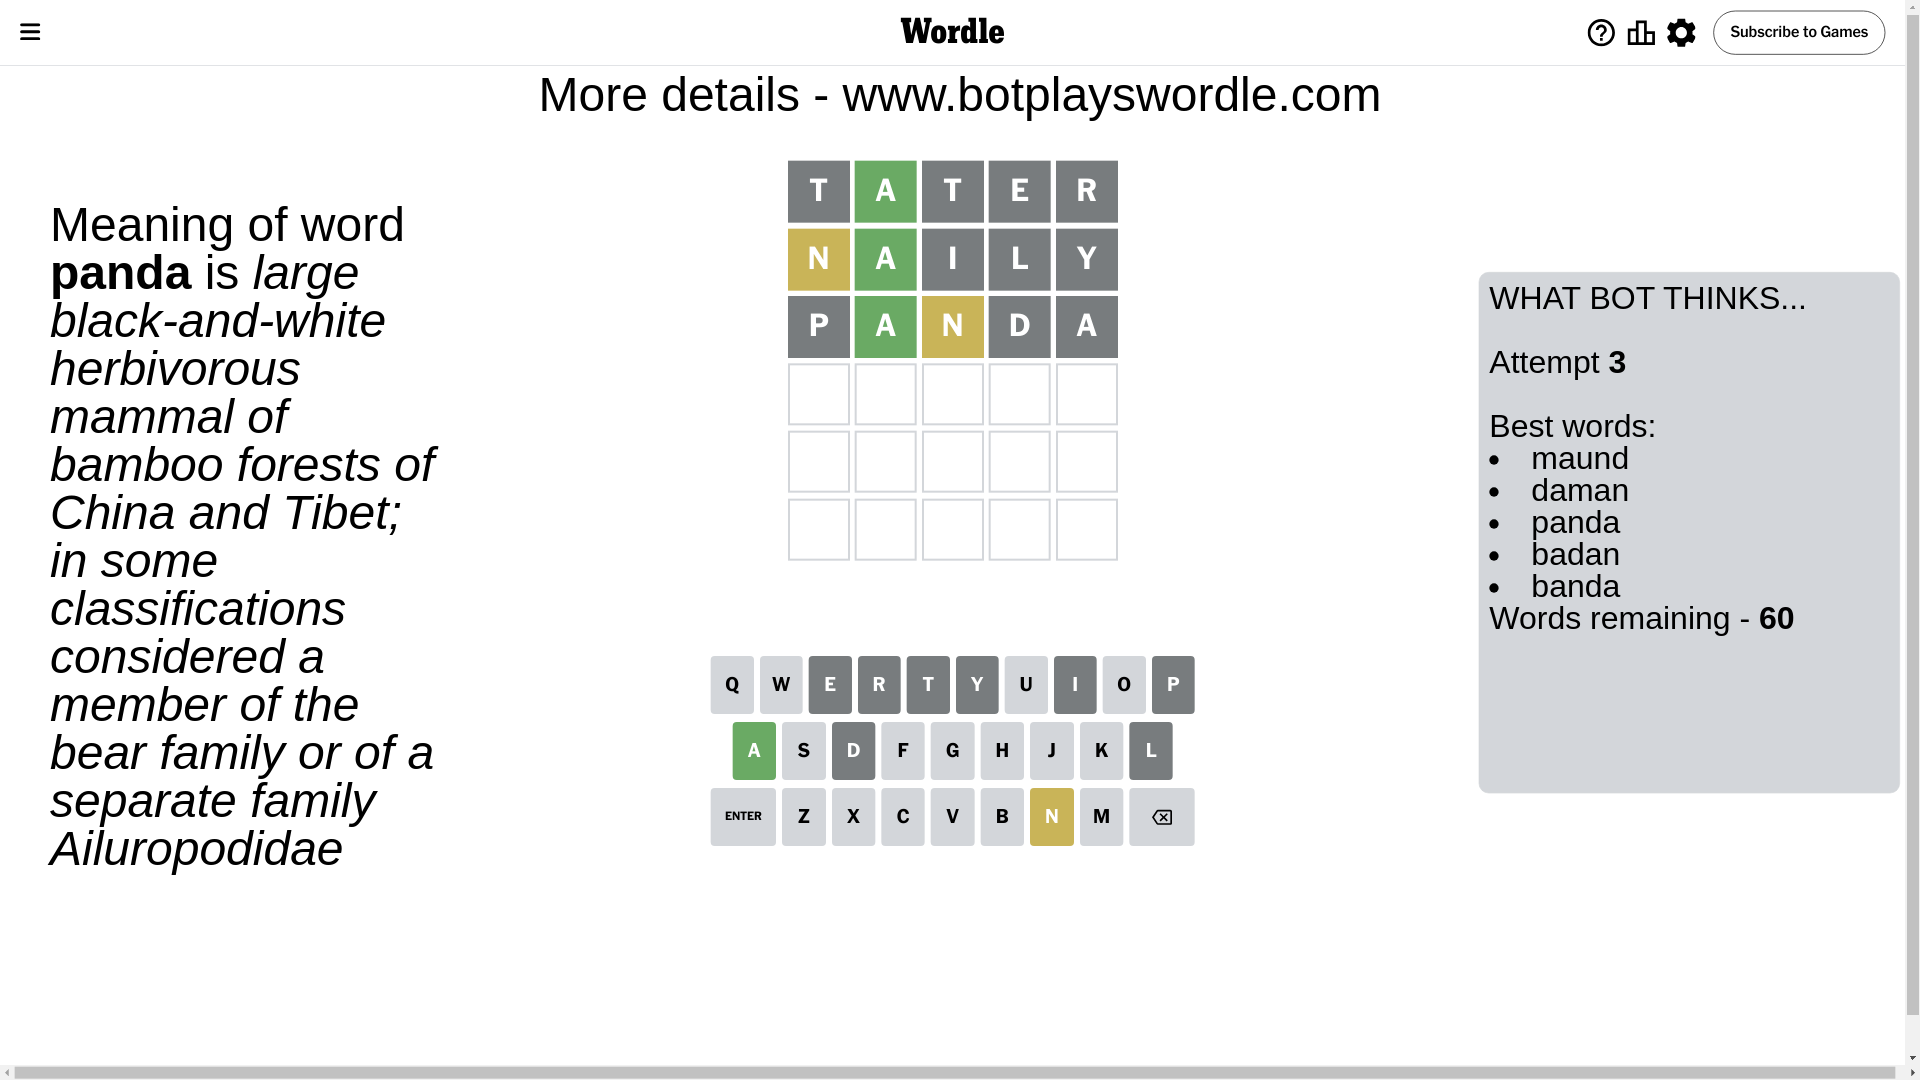 Wordle
Subscribe to Games
More details - www.botplayswordle.com
Meaning of word
panda is large
black-and-white
herbivorous
mammal of
bamboo forests of
China and Tibet;
in some
classifications
considered a
member of the
bear family or of a
separate family
Ailuropodidae
T A T E R
N A I L Y
P A N D A
Q W E R T Y U I O P
A S D F G H J K L
ENTER Z X C V B N M
WHAT BOT THINKS...
Attempt 3
Best words:
• maund
• daman
• panda
• badan
• banda
Words remaining - 60